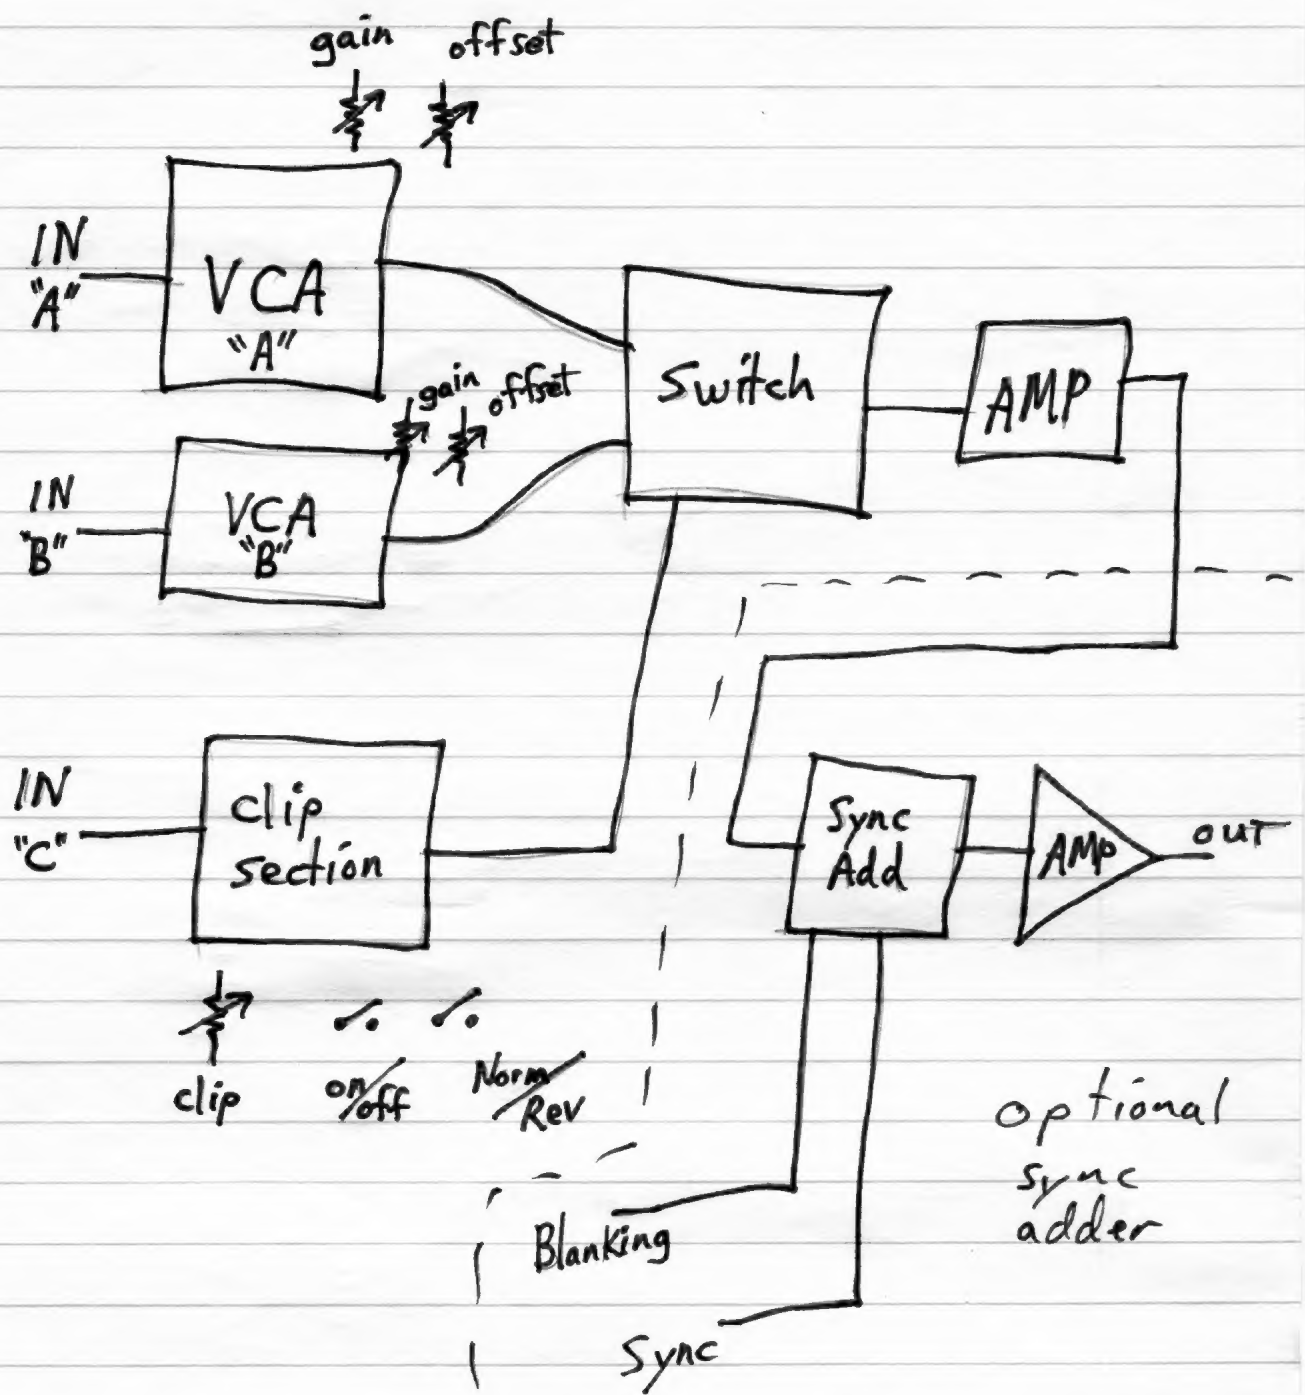 gain offset
IN
"A"
VCA
"A"
gain offset
Switch
AMP
IN
"B"
VCA
"B"
IN
"C"
clip
section
Sync
Add
AMP
OUT
clip
on/off
Norm/Rev
optional
sync
adder
Blanking
Sync